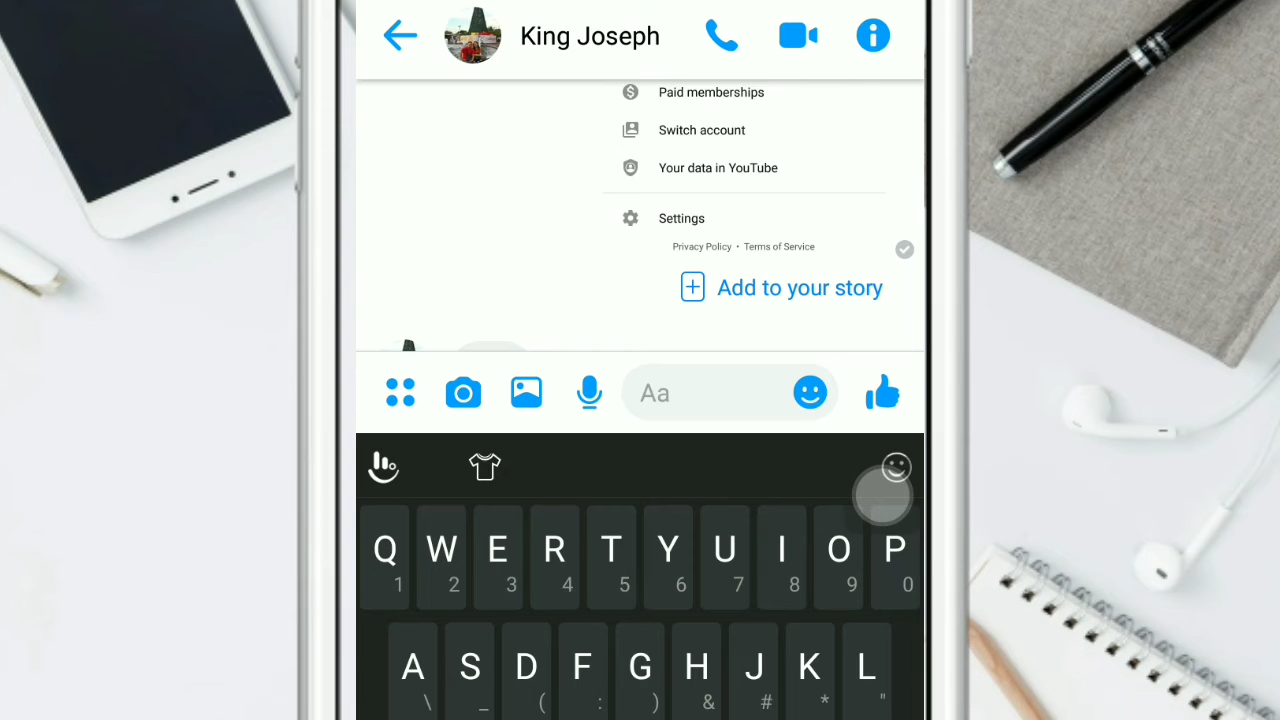 King Joseph
Paid memberships
Switch account
Your data in YouTube
Settings
Privacy Policy • Terms of Service
Add to your story
Aa
Q W E R T Y U I O P
1 2 3 4 5 6 7 8 9 0
A S D F G H J K L
\ _ ( : ) & # * "